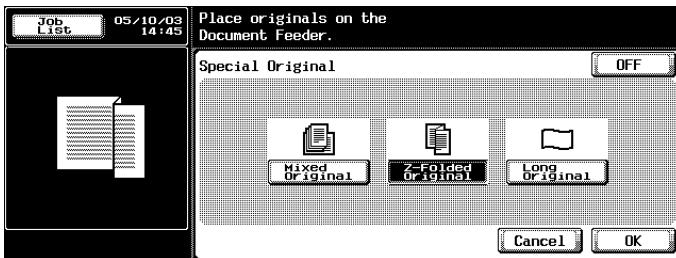 Job
List
05/10/03
14:45
Place originals on the
Document Feeder.
Special Original
OFF
Mixed
Original
Z-Folded
Original
Long
Original
Cancel
OK